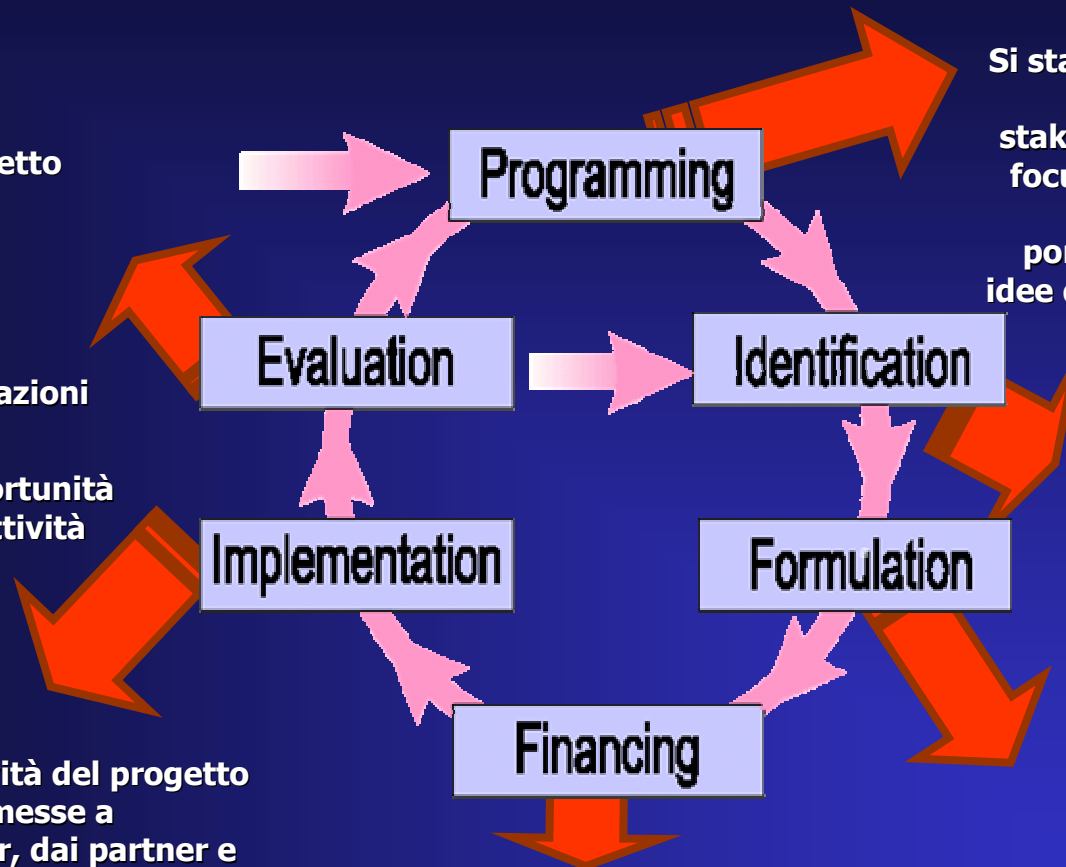 Si sta
stak
focu
por
idee
etto
Programming
Evaluation
Identification
azioni
ortunità
ttività
Implementation
Formulation
Financing
ità del progetto
messe a
r, dai partner e